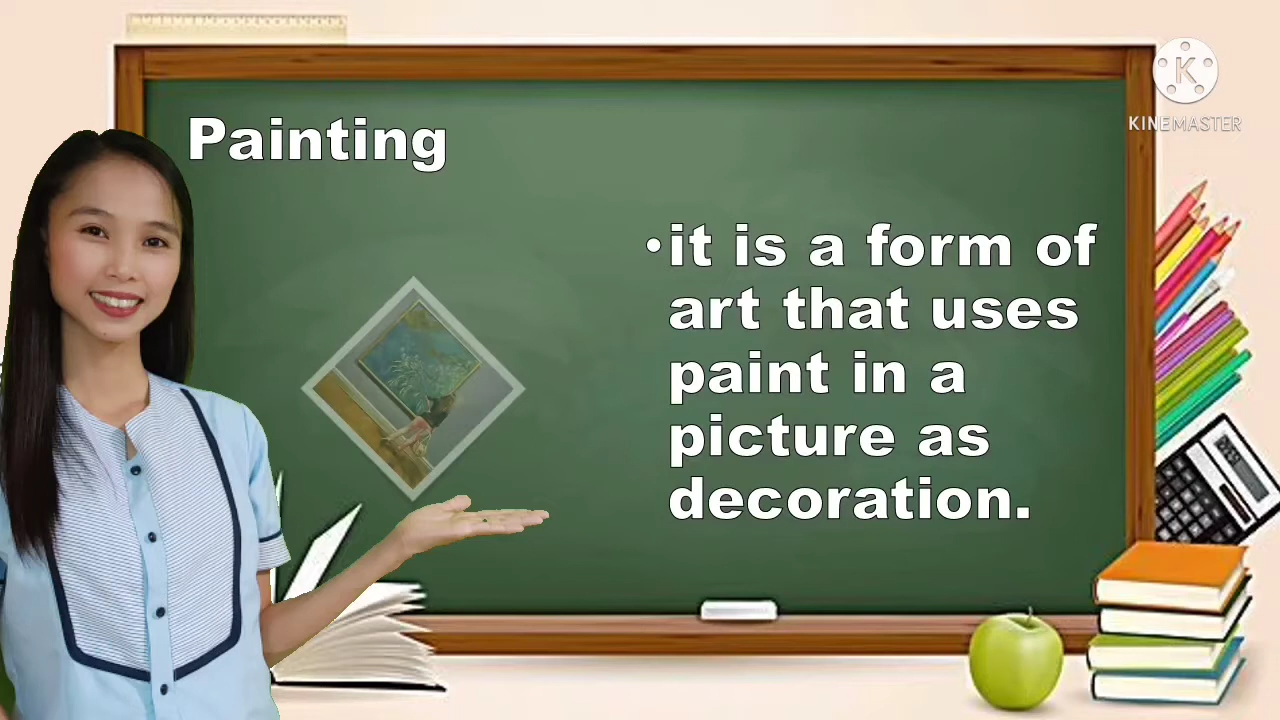 Painting
KINEMASTER
•it is a form of
art that uses
paint in a
picture as
decoration.